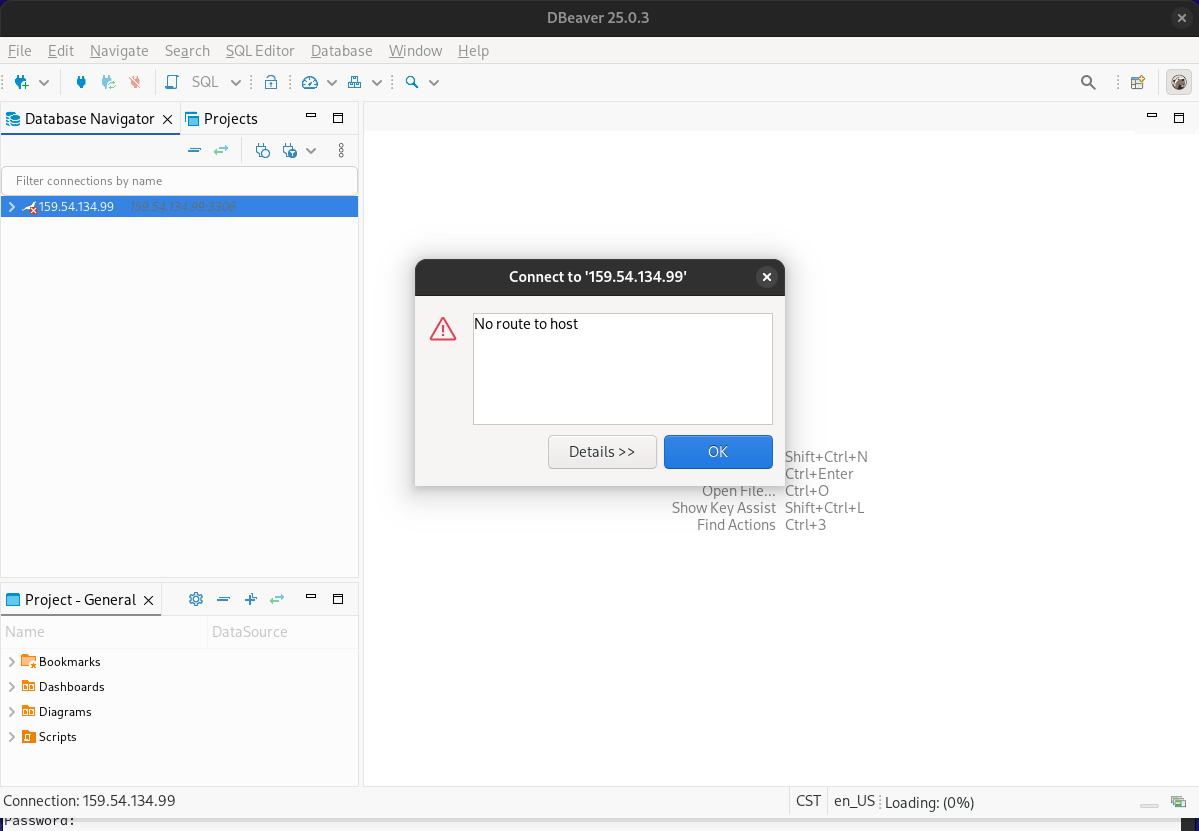 DBeaver 25.0.3
File Edit Navigate Search SQL Editor Database Window Help
SQL
Database Navigator Projects
Filter connections by name
159.54.134.99 159.54.134.99:3306
Connect to '159.54.134.99'
No route to host
Details >> OK
Shift+Ctrl+N
Ctrl+Enter
Open File... Ctrl+O
Show Key Assist Shift+Ctrl+L
Find Actions Ctrl+3
Project - General
Name DataSource
Bookmarks
Dashboards
Diagrams
Scripts
Connection: 159.54.134.99 CST en_US Loading: (0%)
Password: